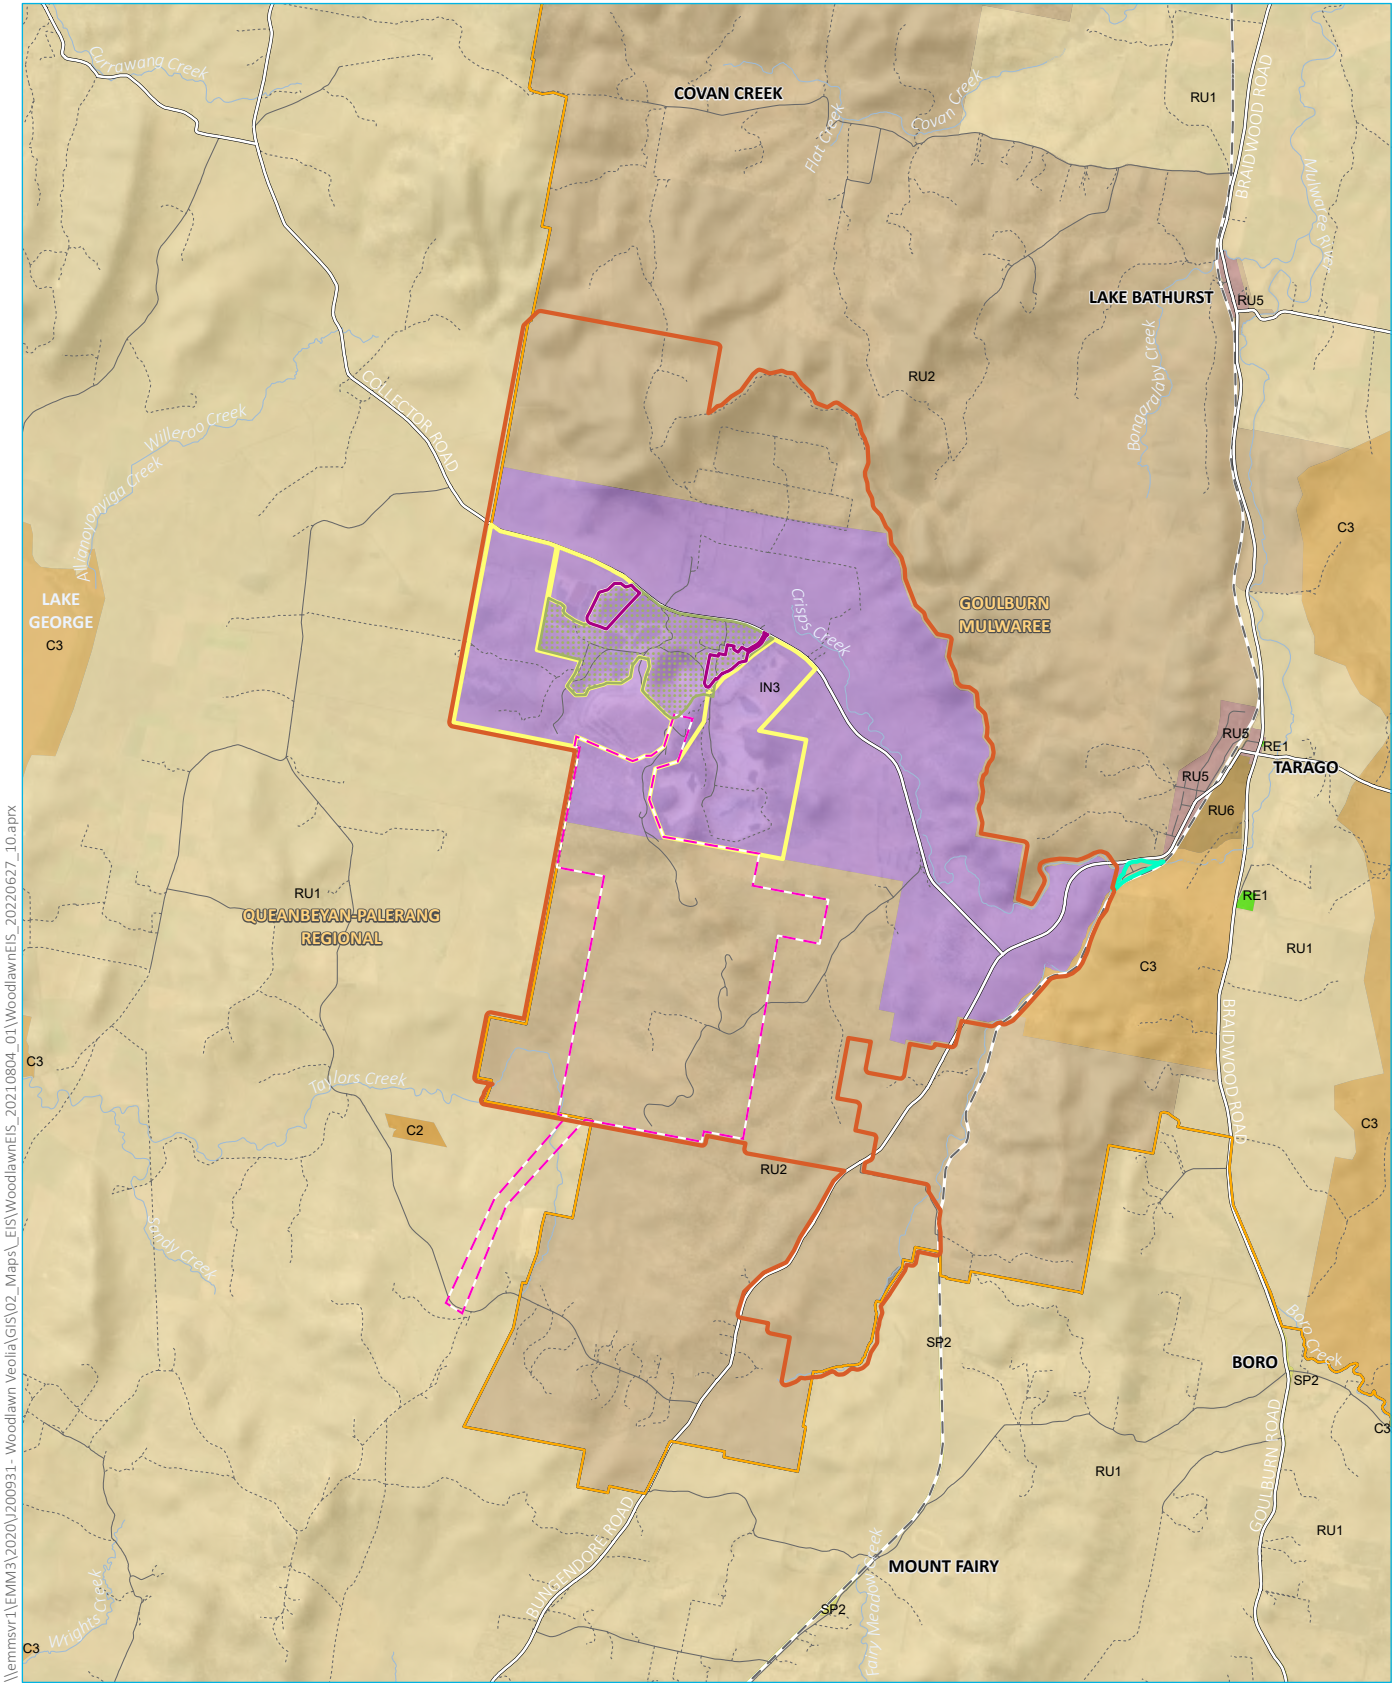 Currawang Creek
COVAN CREEK
Flat Creek
Covan Creek
RU1
BRAIDWOOD ROAD
Mulwaree River
LAKE BATHURST
RU5
Bongaralaby Creek
RU2
COLLECTOR ROAD
Willeroo Creek
Allianoyonyiga Creek
C3
LAKE
GEORGE
C3
Crisps Creek
GOULBURN
MULWAREE
IN3
RU5
RE1
TARAGO
RU5
RU6
RU1
QUEANBEYAN-PALERANG
REGIONAL
RE1
RU1
C3
BRAIDWOOD ROAD
C3
Taylors Creek
C2
C3
RU2
Sandy Creek
SP2
Boro Creek
BORO
SP2
C3
GOULBURN ROAD
RU1
RU1
BUNGENDORE ROAD
MOUNT FAIRY
Fairy Meadow Creek
SP2
Wrights Creek
C3
\\emmsvr1\EMM3\2020\J200931 - Woodlawn Veolia\GIS\02_Maps\_EIS\WoodlawnEIS_20210804_01\WoodlawnEIS_20220627_10.aprx